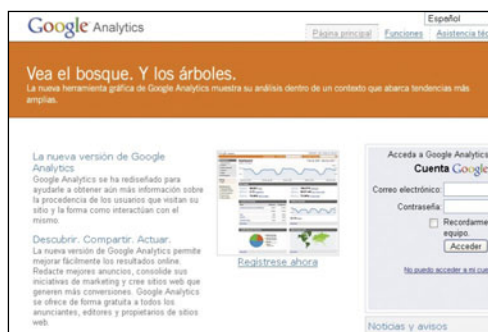 Google Analytics
Español
Página principal Funciones Asistencia téc
Vea el bosque. Y los árboles.
La nueva herramienta gráfica de Google Analytics muestra su análisis dentro de un contexto que abarca tendencias más
amplias.
La nueva versión de Google
Analytics
Google Analytics se ha rediseñado para
ayudarle a obtener aún más información sobre
la procedencia de los usuarios que visitan su
sitio y la forma como interactúan con el
mismo.
Descubrir. Compartir. Actuar.
La nueva versión de Google Analytics permite
mejorar fácilmente los resultados online.
Redacte mejores anuncios, consolide sus
iniciativas de marketing y cree sitios web que
generen más conversiones. Google Analytics
se ofrece de forma gratuita a todos los
anunciantes, editores y propietarios de sitios
web.
Regístrese ahora
Acceda a Google Analytics
Cuenta Google
Correo electrónico:
Contraseña:
Recordarme
equipo.
Acceder
No puedo acceder a mi cue
Noticias y avisos